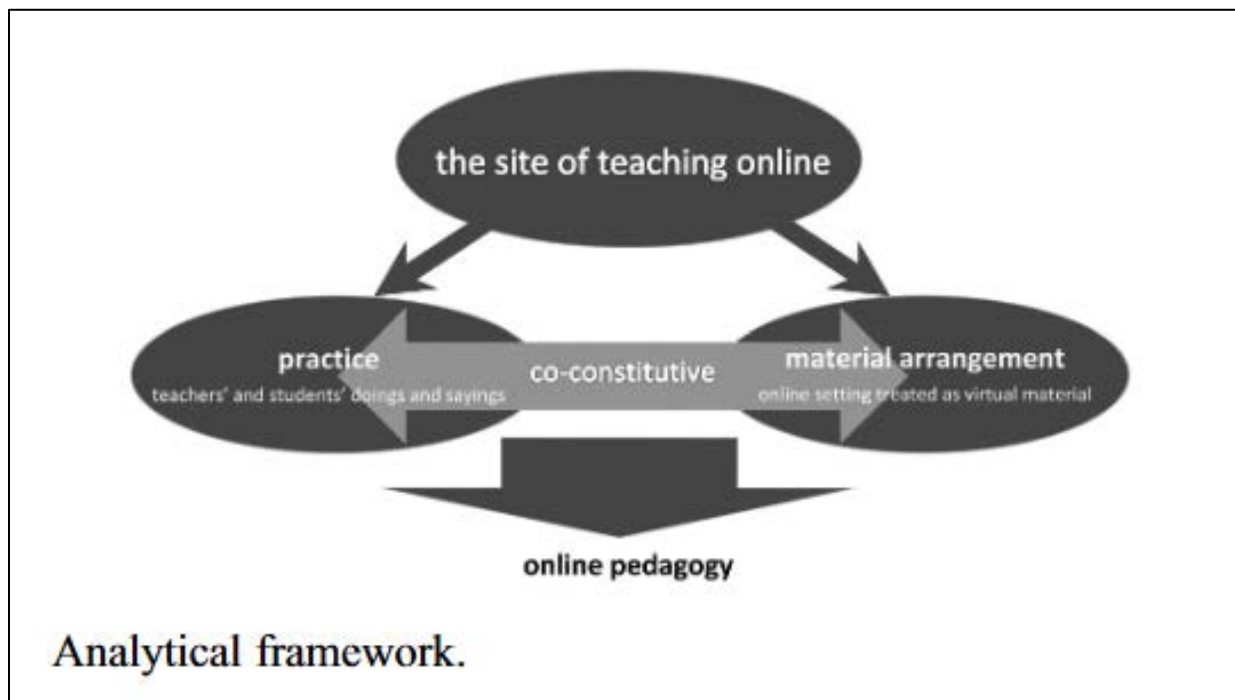 the site of teaching online
practice
teachers' and students' doings and sayings
co-constitutive
material arrangement
online setting treated as virtual material
online pedagogy
Analytical framework.